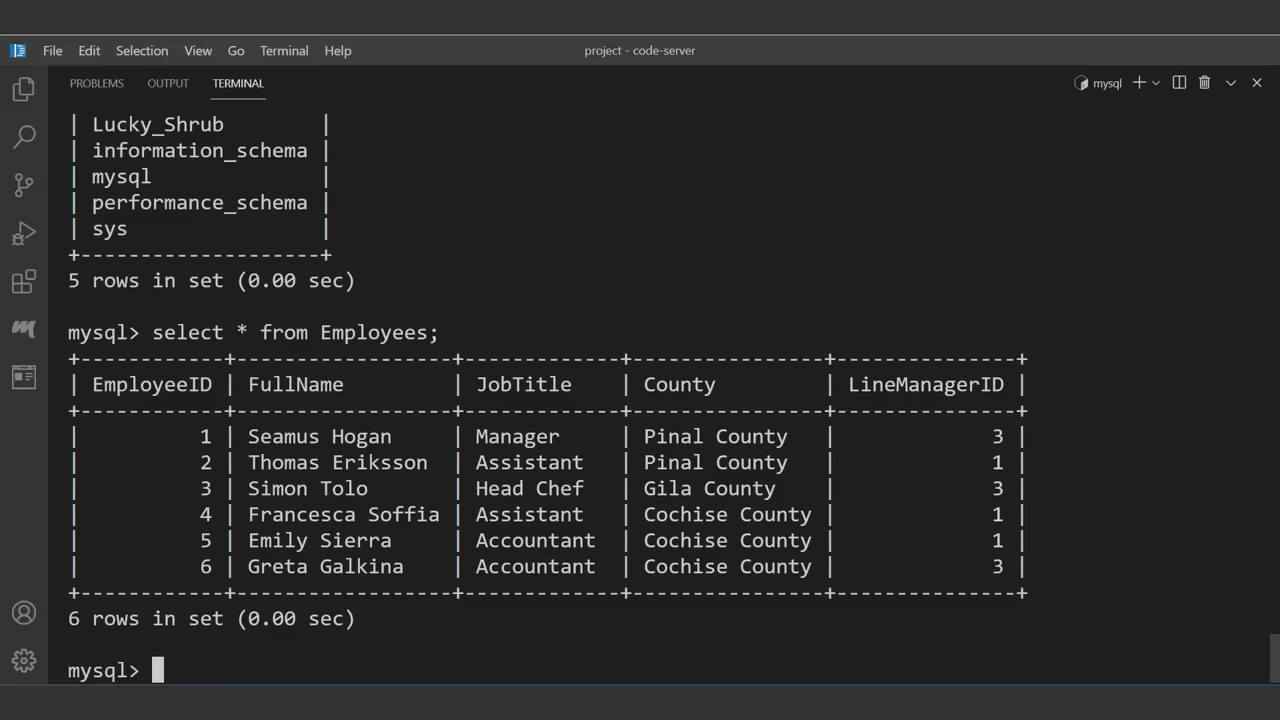 File Edit Selection View Go Terminal Help project - code-server
PROBLEMS OUTPUT TERMINAL mysql
| Lucky_Shrub        |
| information_schema |
| mysql              |
| performance_schema |
| sys                |
+--------------------+
5 rows in set (0.00 sec)
mysql> select * from Employees;
+------------+------------------+-------------+----------------+---------------+
| EmployeeID | FullName         | JobTitle    | County         | LineManagerID |
+------------+------------------+-------------+----------------+---------------+
|          1 | Seamus Hogan     | Manager     | Pinal County   |             3 |
|          2 | Thomas Eriksson  | Assistant   | Pinal County   |             1 |
|          3 | Simon Tolo       | Head Chef   | Gila County    |             3 |
|          4 | Francesca Soffia | Assistant   | Cochise County |             1 |
|          5 | Emily Sierra     | Accountant  | Cochise County |             1 |
|          6 | Greta Galkina    | Accountant  | Cochise County |             3 |
+------------+------------------+-------------+----------------+---------------+
6 rows in set (0.00 sec)
mysql>